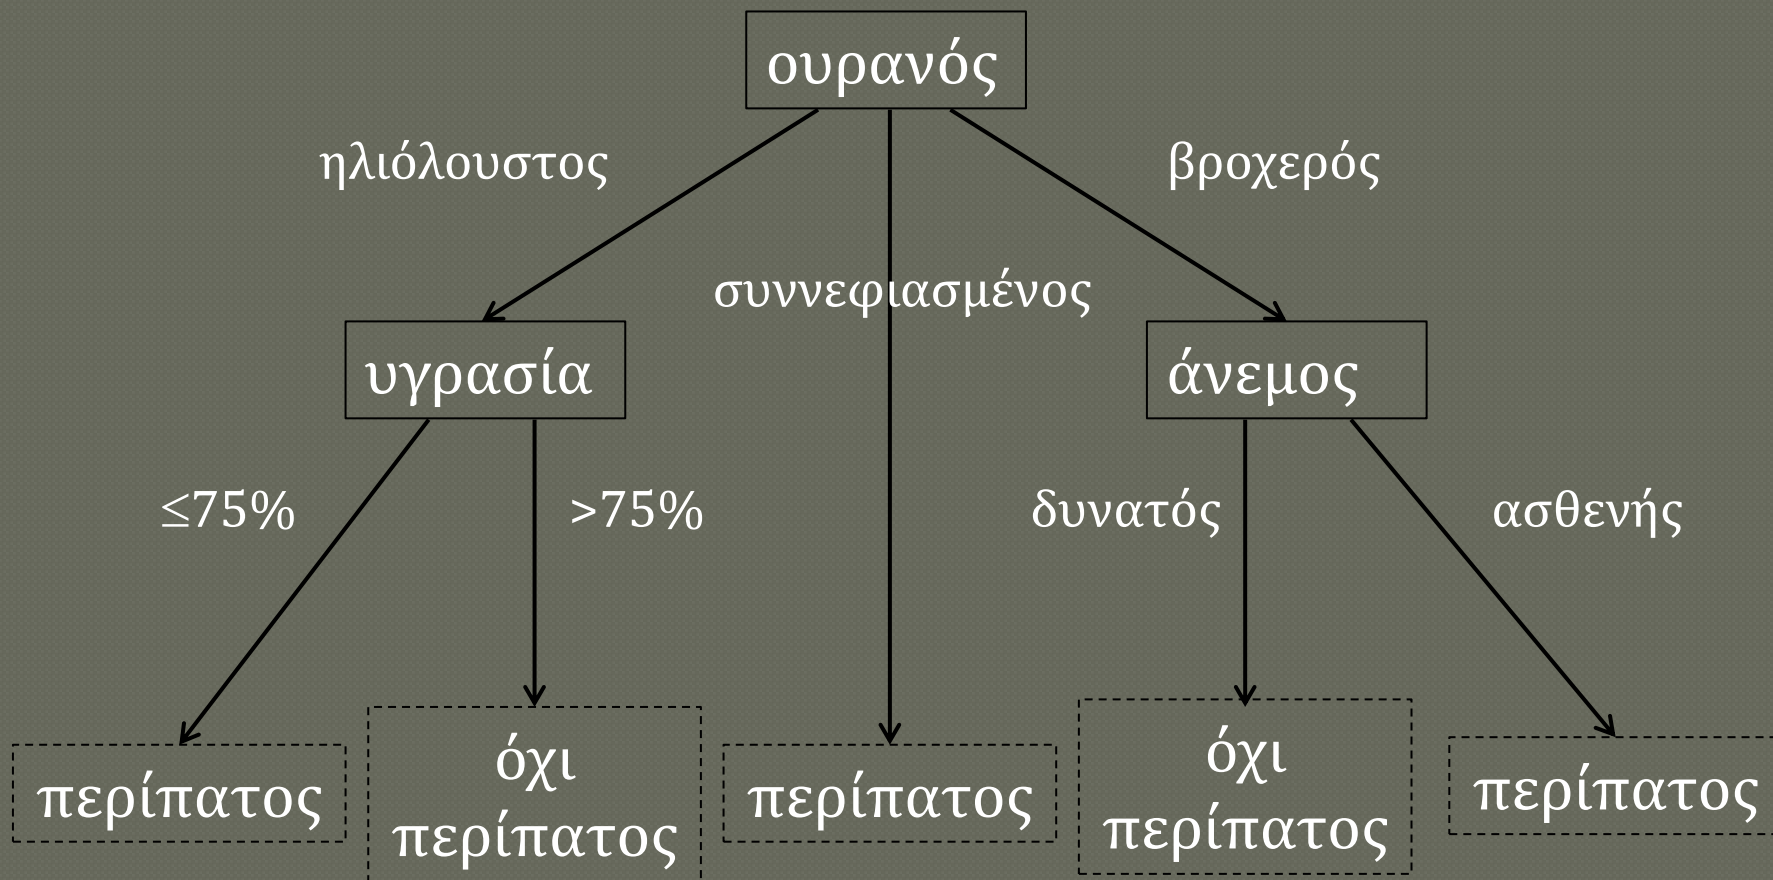 ουρανός
ηλιόλουστος
βροχερός
συννεφιασμένος
υγρασία
άνεμος
≤75%
>75%
δυνατός
ασθενής
περίπατος
όχι
περίπατος
περίπατος
όχι
περίπατος
περίπατος